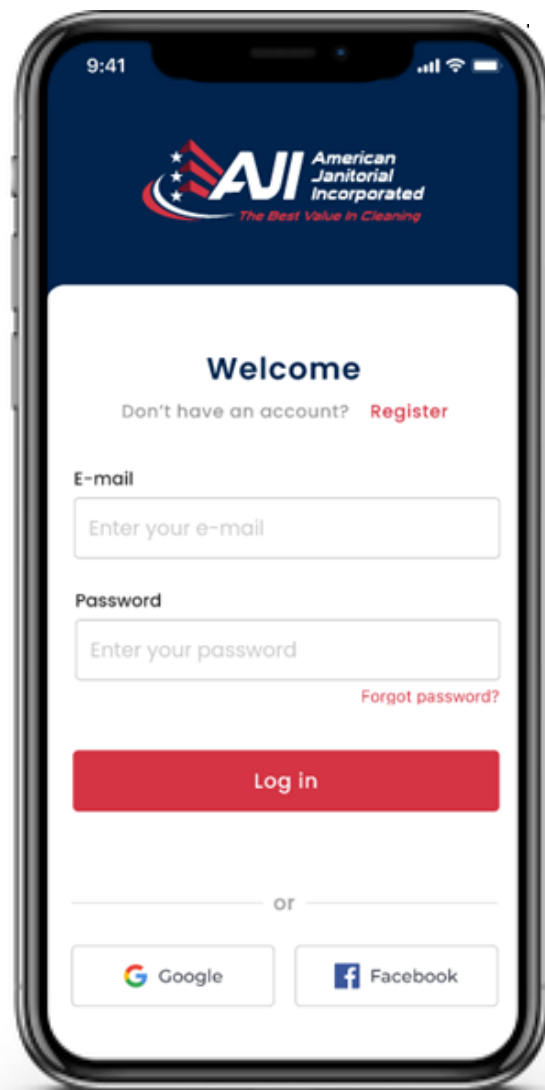 9:41
AJI
American
Janitorial
Incorporated
The Best Value In Cleaning
Welcome
Don't have an account? Register
E-mail
Enter your e-mail
Password
Enter your password
Forgot password?
Log in
or
Google
Facebook